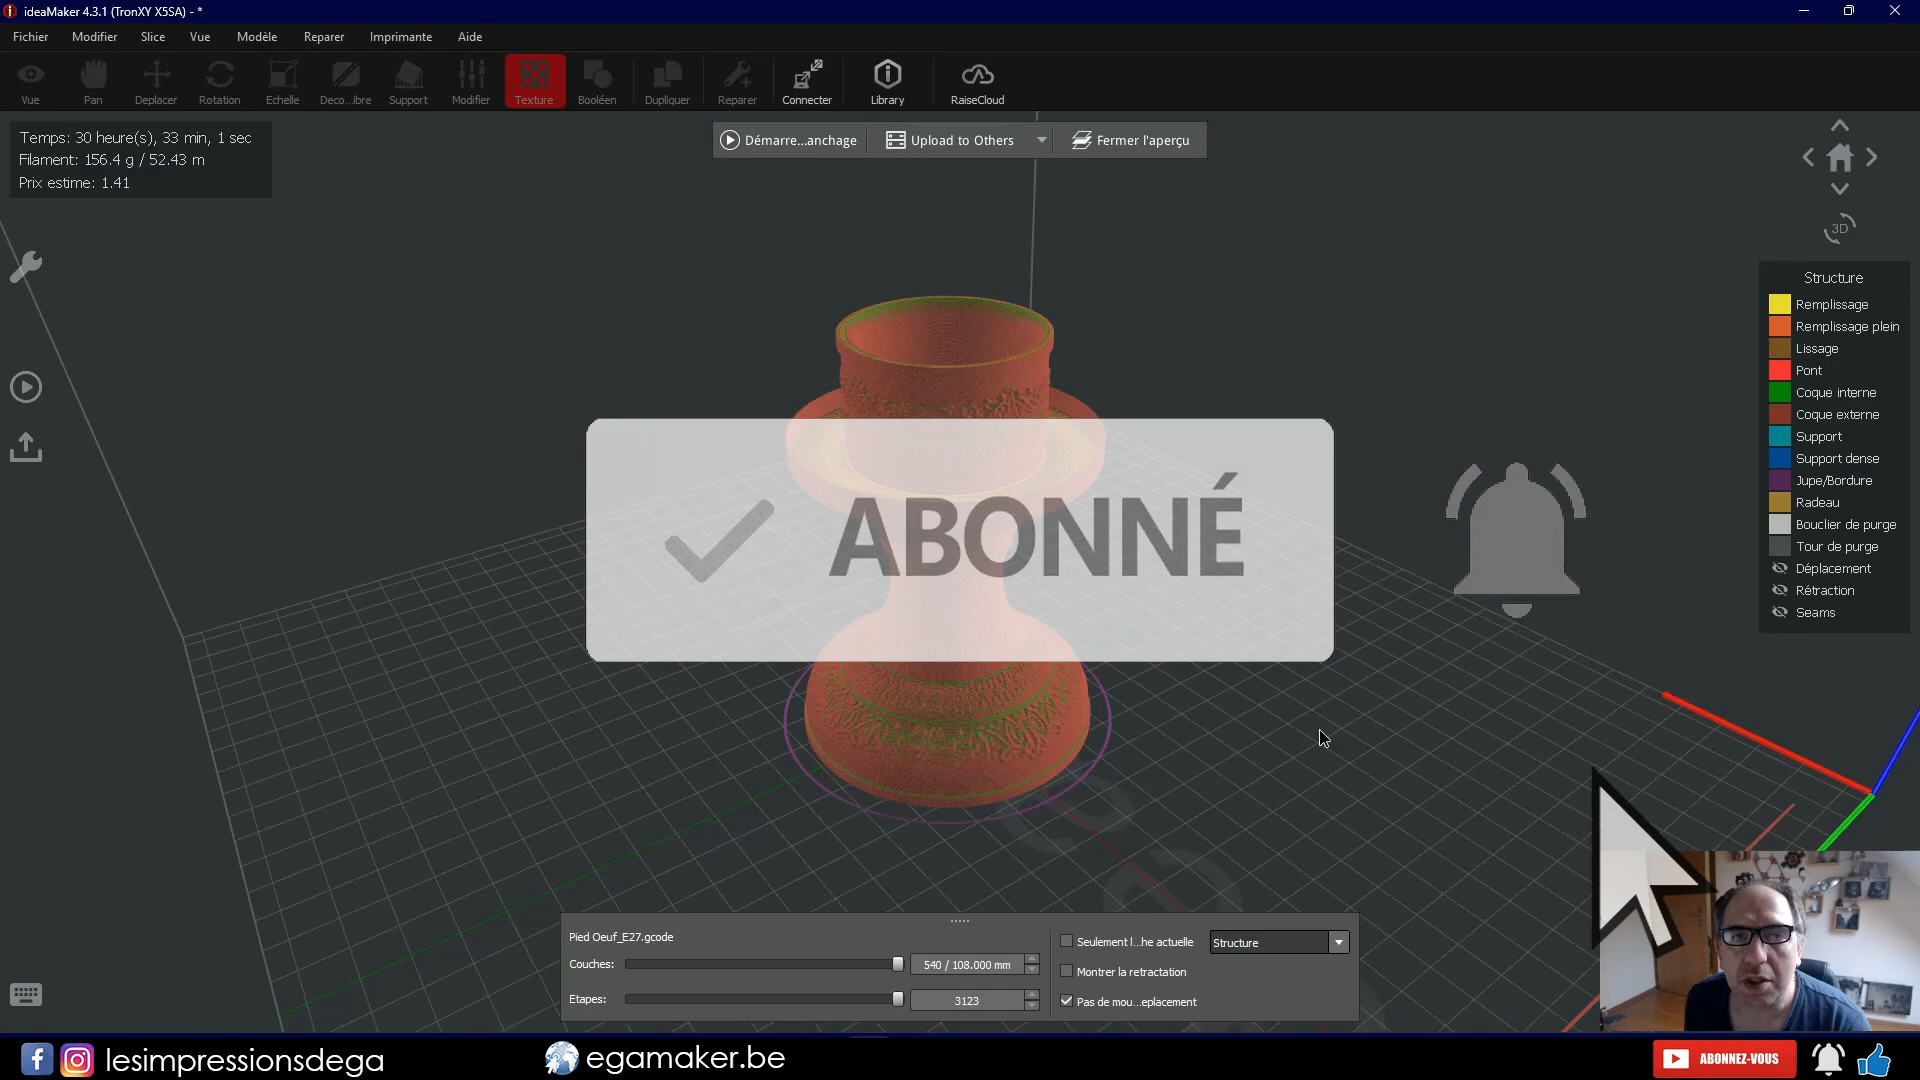 ideaMaker 4.3.1 (TronXY X5SA) - *
Fichier Modifier Slice Vue Modèle Reparer Imprimante Aide
Vue Pan Deplacer Rotation Echelle Deco...ibre Support Modifier Texture Booléen Dupliquer Reparer Connecter Library RaiseCloud
Temps: 30 heure(s), 33 min, 1 sec
Filament: 156.4 g / 52.43 m
Prix estime: 1.41
Démarre...anchage Upload to Others Fermer l'aperçu
3D
Structure
Remplissage
Remplissage plein
Lissage
Pont
Coque interne
Coque externe
Support
Support dense
Jupe/Bordure
Radeau
Bouclier de purge
Tour de purge
Déplacement
Rétraction
Seams
ABONNÉ
Pied Oeuf_E27.gcode
Couches: 540 / 108.000 mm
Etapes: 3123
Seulement l...he actuelle Structure
Montrer la retractation
Pas de mou...eplacement
lesimpressionsdega egamaker.be ABONNEZ-VOUS